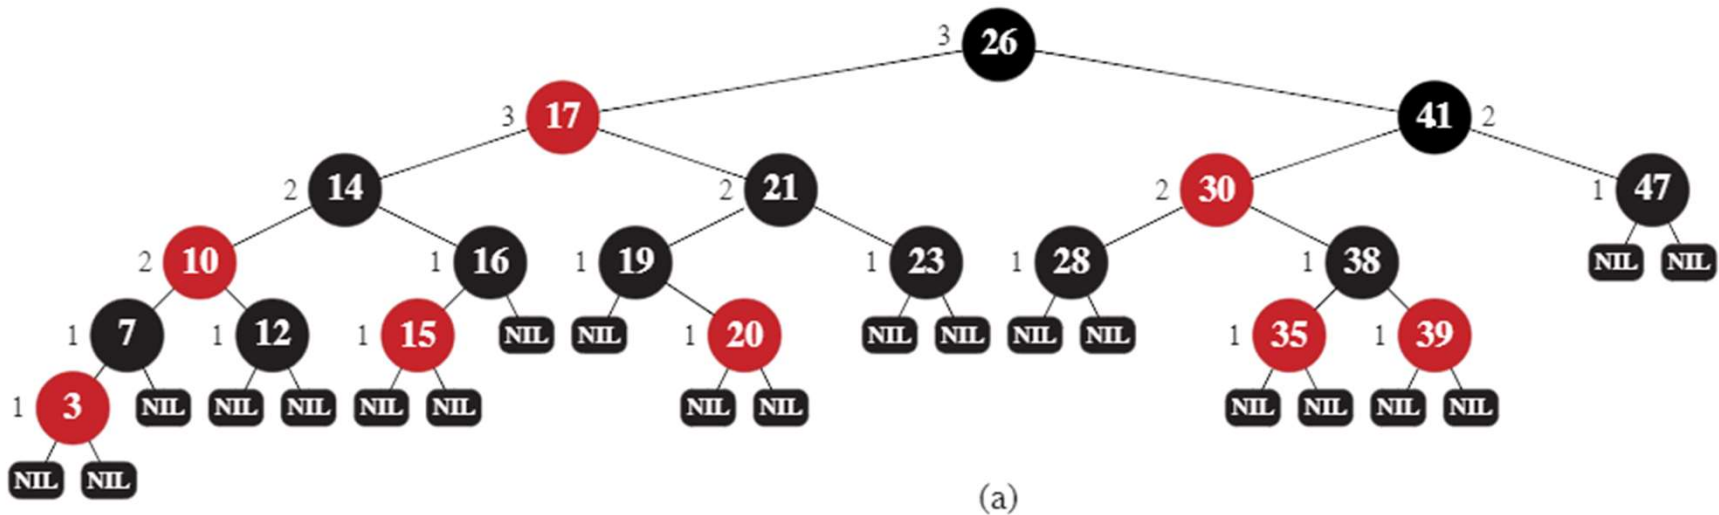 3 26
3 17 41 2
2 14 2 21 2 30 1 47
2 10 1 16 1 19 1 23 1 28 1 38 NIL NIL
1 7 1 12 1 15 NIL NIL 1 20 NIL NIL NIL NIL 1 35 1 39
1 3 NIL NIL NIL NIL NIL NIL NIL NIL NIL NIL NIL
NIL NIL
(a)